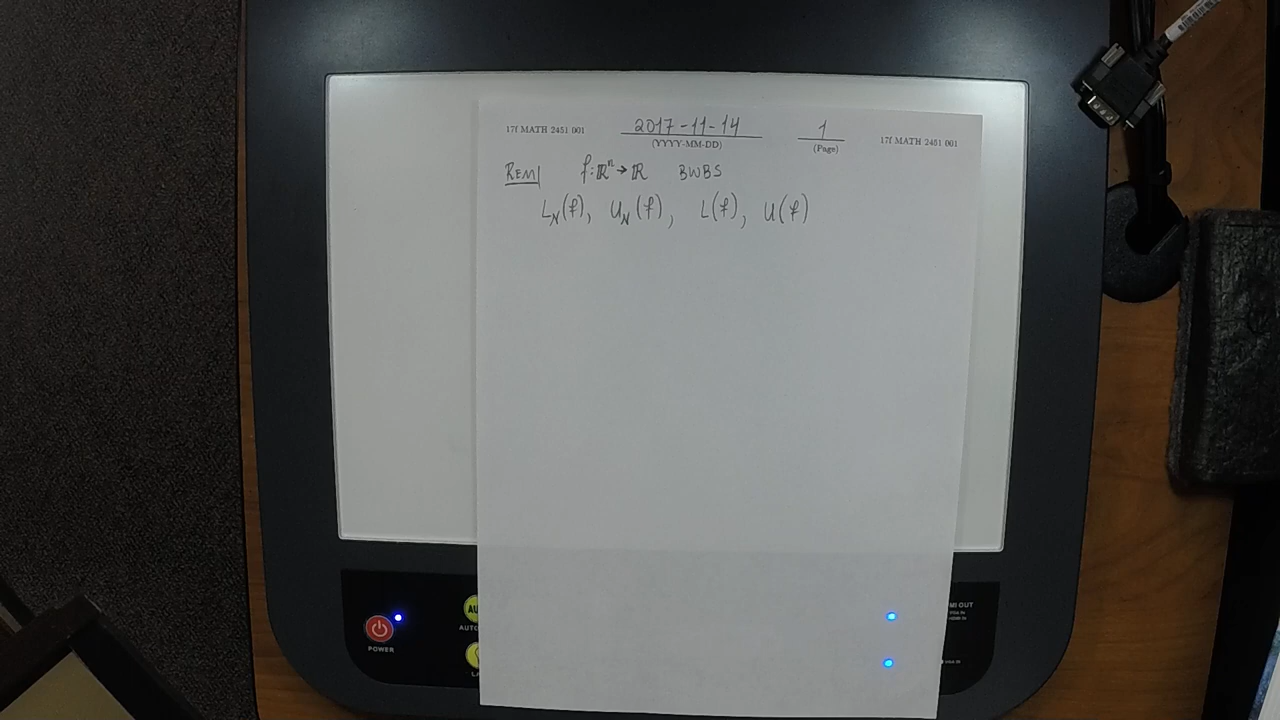 17f MATH 2451 001 2017-11-14 1 17f MATH 2451 001
(YYYY-MM-DD) (Page)
REM f: ℝⁿ → ℝ BWBS
L_N(f), U_N(f), L(f), U(f)
POWER